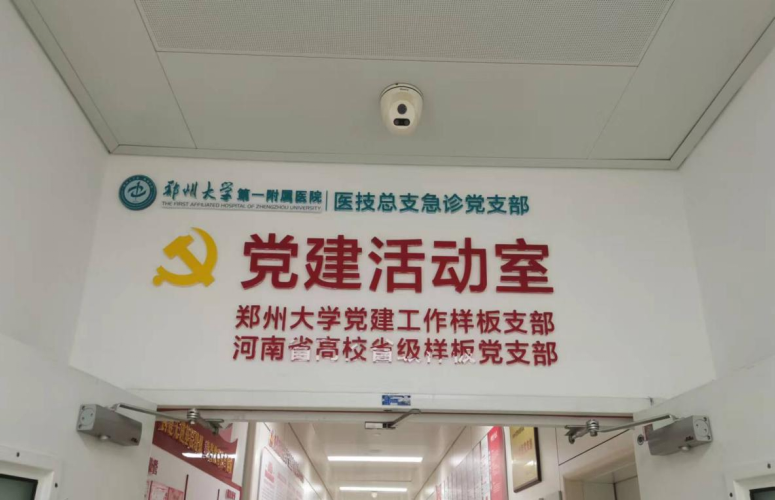 郑州大学第一附属医院 医技总支急诊党支部
THE FIRST AFFILIATED HOSPITAL OF ZHENGZHOU UNIVERSITY
党建活动室
郑州大学党建工作样板支部
河南省高校省级样板党支部